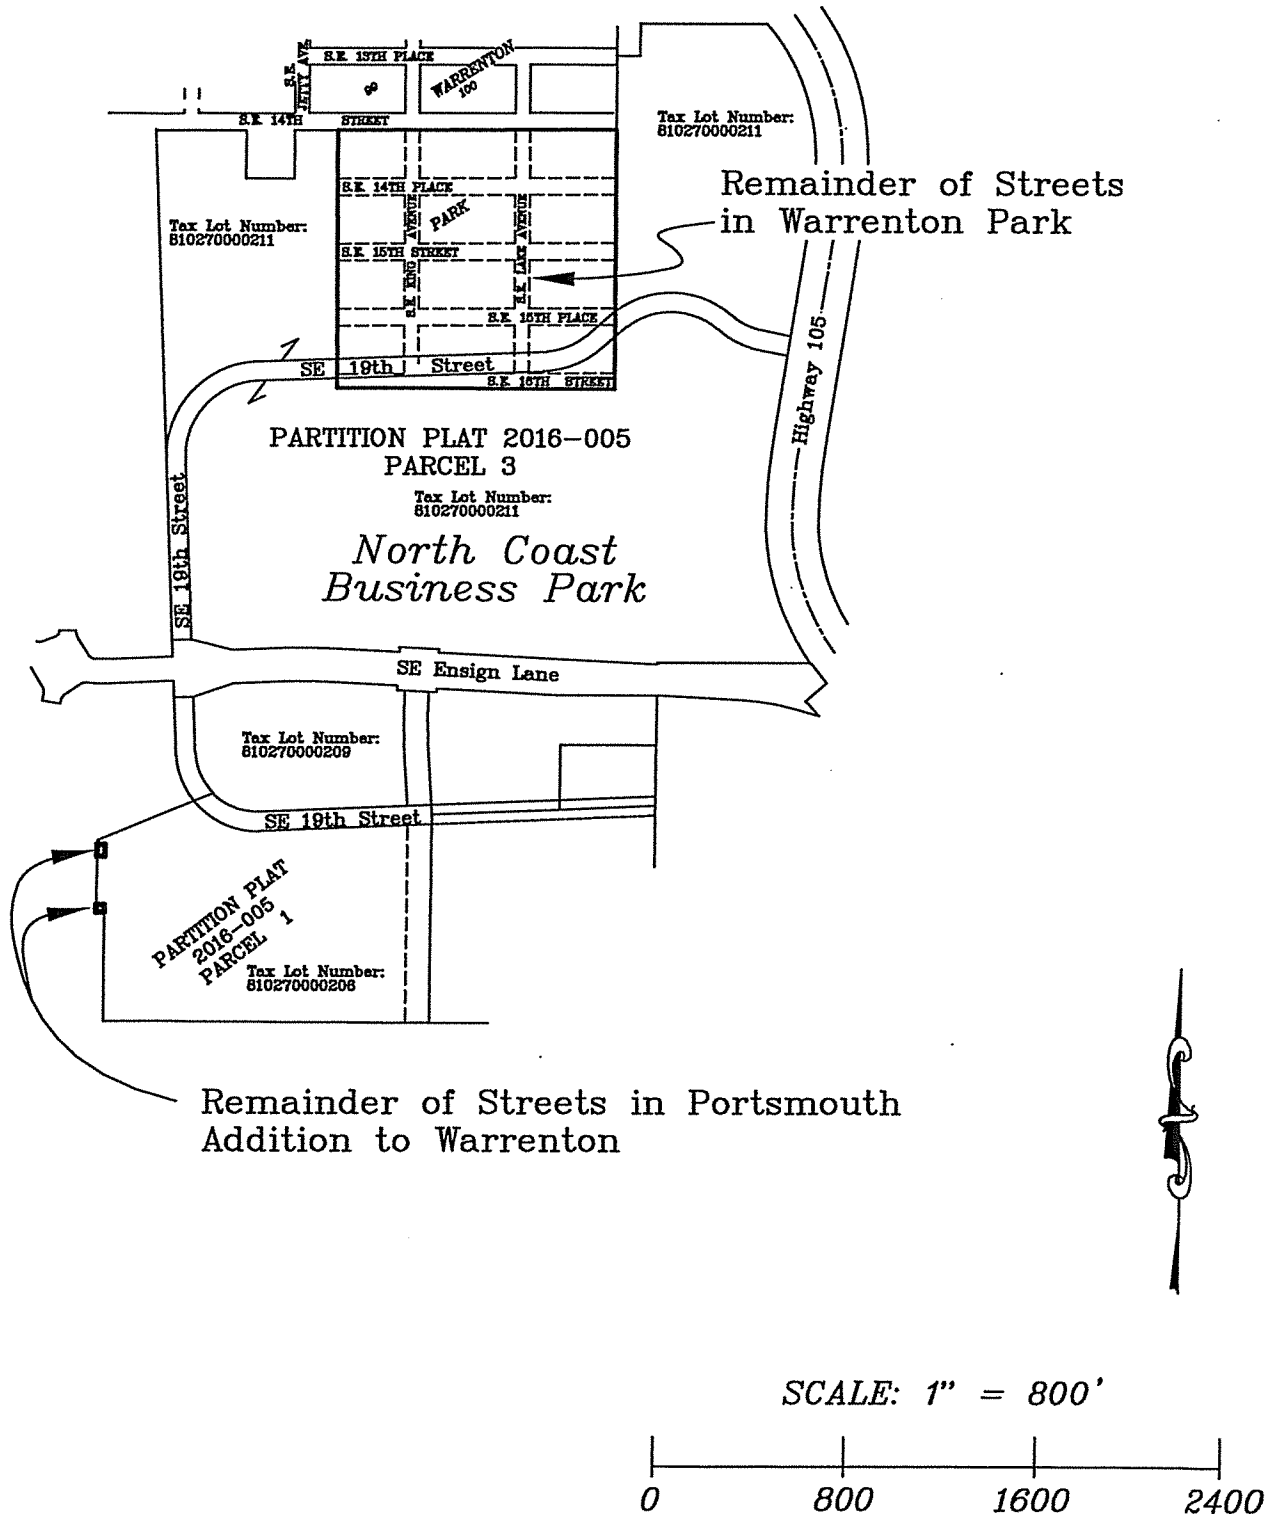 S.E. 13TH PLACE
S.E.
JETTY AVE.
WARRENTON
99
100
S.E. 14TH STREET
Tax Lot Number:
810270000211
Remainder of Streets
in Warrenton Park
S.E. 14TH PLACE
PARK
S.E. KING AVENUE
S.E. LAKE AVENUE
Tax Lot Number:
810270000211
S.E. 15TH STREET
S.E. 15TH PLACE
SE 19th Street
S.E. 16TH STREET
Highway 105
PARTITION PLAT 2016-005
PARCEL 3
Tax Lot Number:
810270000211
North Coast
Business Park
SE 19th Street
SE Ensign Lane
Tax Lot Number:
810270000209
SE 19th Street
PARTITION PLAT
2016-005
PARCEL 1
Tax Lot Number:
810270000206
Remainder of Streets in Portsmouth
Addition to Warrenton
SCALE: 1" = 800'
0 800 1600 2400